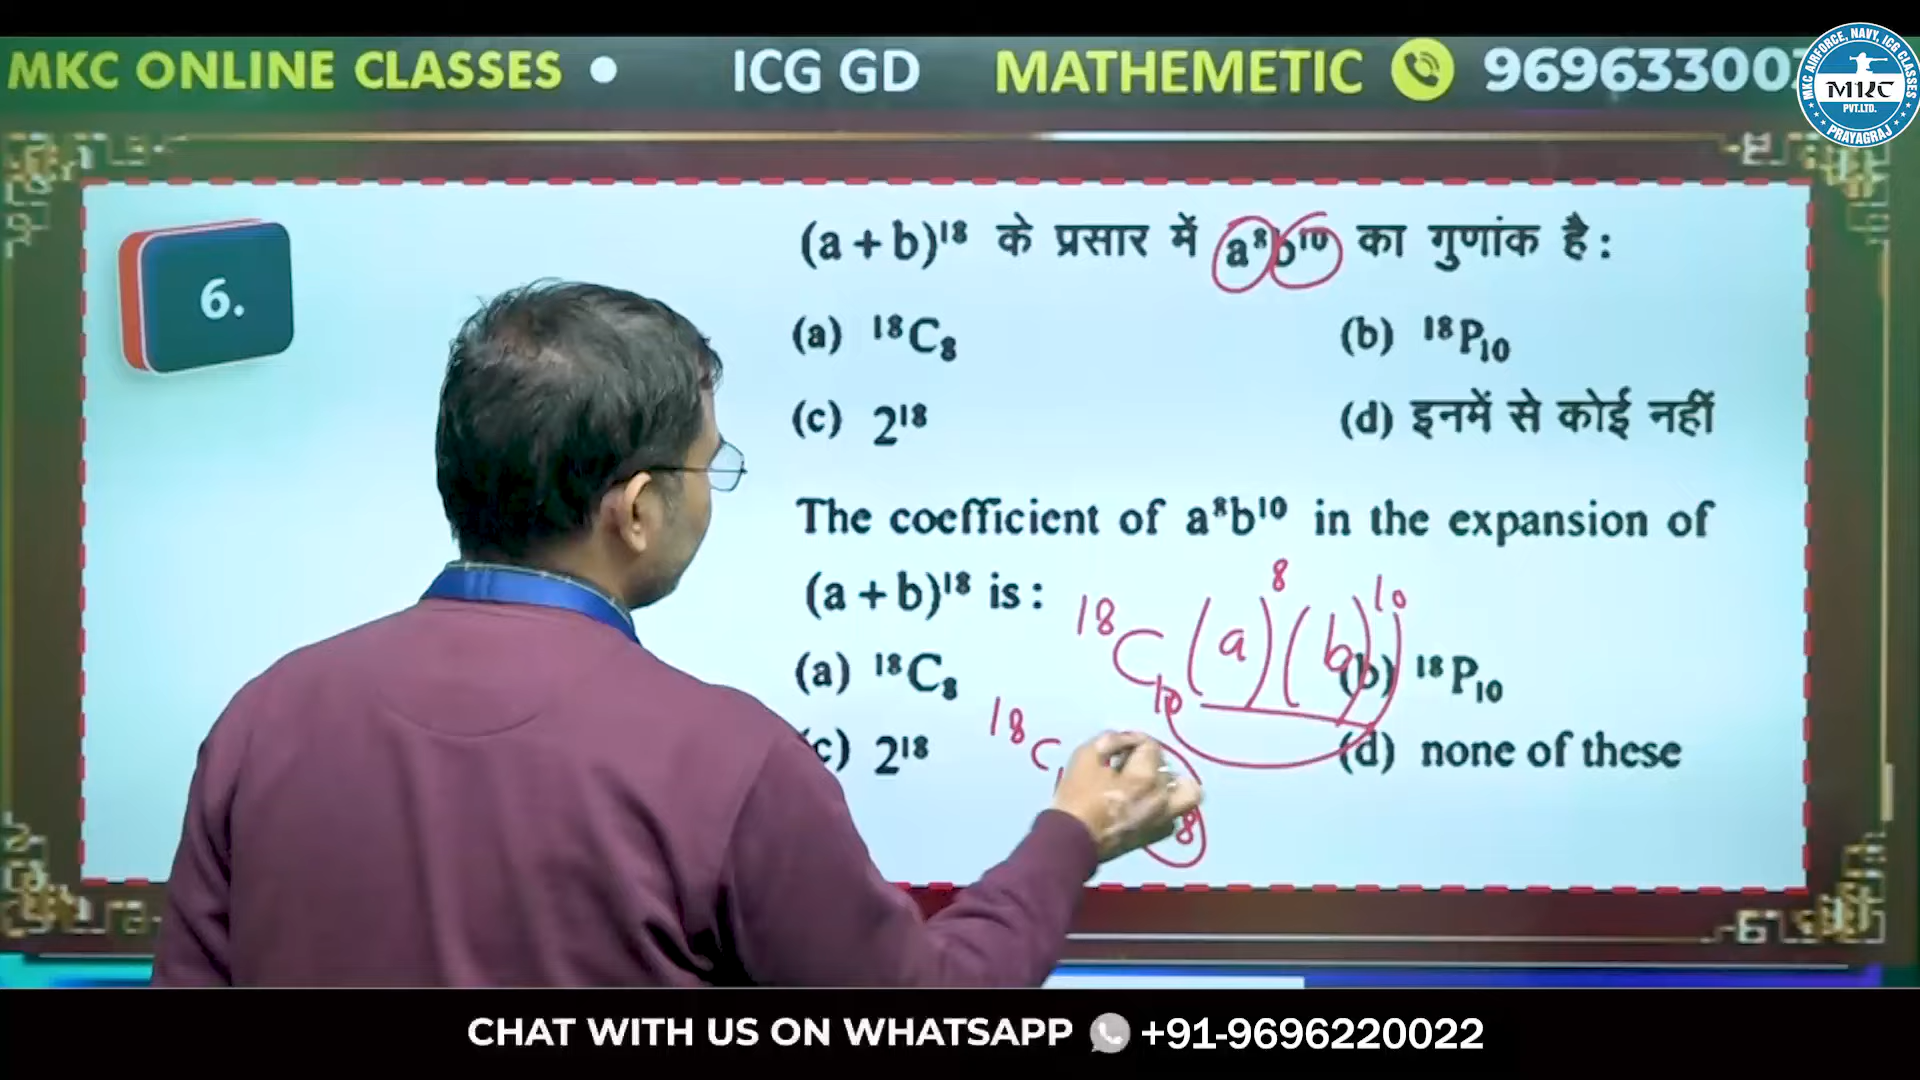 MKC ONLINE CLASSES • ICG GD MATHEMETIC 96963300
MKC AIRFORCE, NAVY, ICG CLASSES
MKC
PVT.LTD.
PRAYAGRAJ
6.
(a + b)¹⁸ के प्रसार में a⁸b¹⁰ का गुणांक है :
(a) ¹⁸C₈ (b) ¹⁸P₁₀
(c) 2¹⁸ (d) इनमें से कोई नहीं
The coefficient of a⁸b¹⁰ in the expansion of
(a + b)¹⁸ is :
¹⁸C₁₀ (a)⁸ (b)¹⁰
(a) ¹⁸C₈ (b) ¹⁸P₁₀
¹⁸C
(c) 2¹⁸ (d) none of these
8
CHAT WITH US ON WHATSAPP +91-9696220022